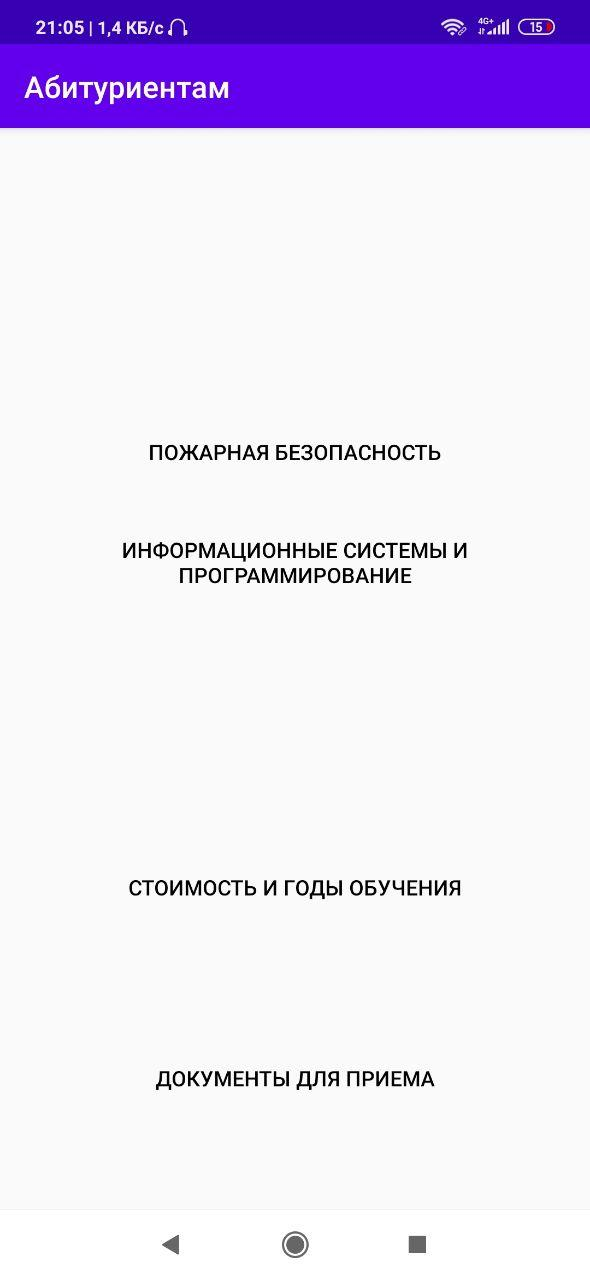 21:05 | 1,4 КБ/с 4G+ 15
Абитуриентам
ПОЖАРНАЯ БЕЗОПАСНОСТЬ
ИНФОРМАЦИОННЫЕ СИСТЕМЫ И
ПРОГРАММИРОВАНИЕ
СТОИМОСТЬ И ГОДЫ ОБУЧЕНИЯ
ДОКУМЕНТЫ ДЛЯ ПРИЕМА